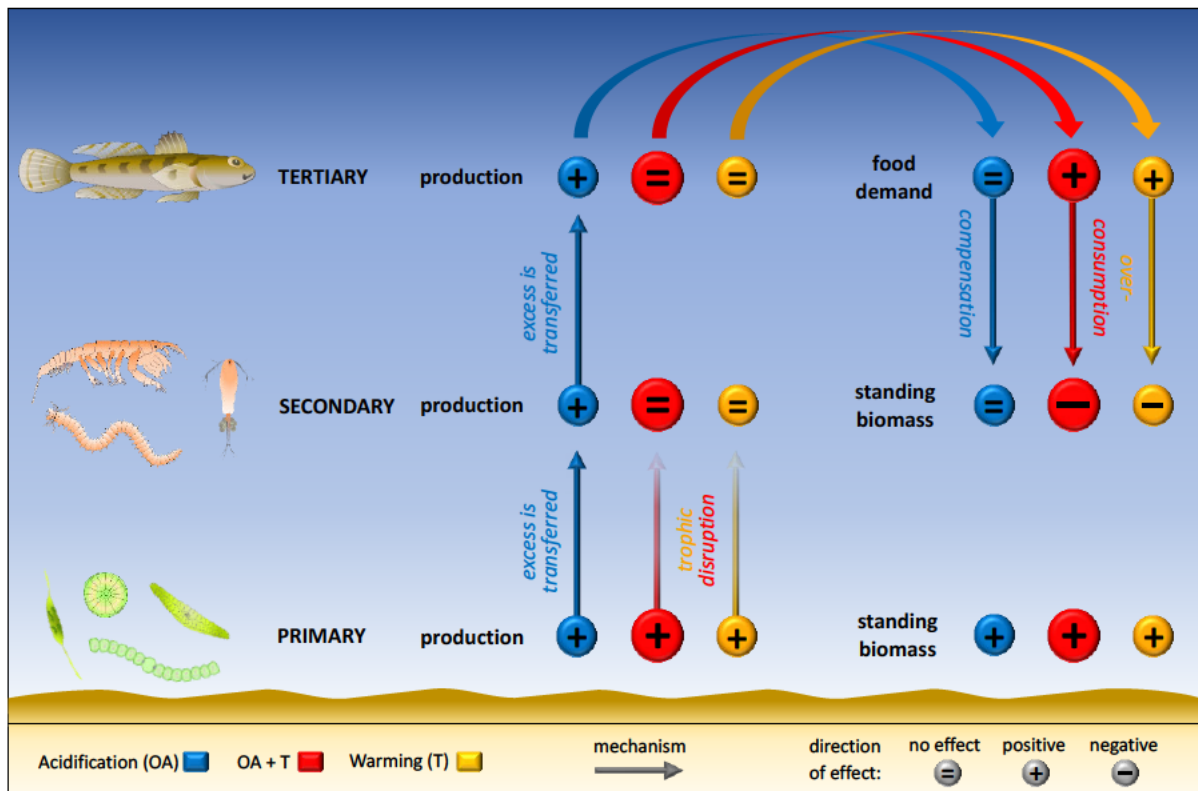 TERTIARY
production
+
=
=
food
demand
=
+
+
excess is
transferred
compensation
consumption
over-
SECONDARY
production
+
=
=
standing
biomass
=
−
−
excess is
transferred
trophic
disruption
PRIMARY
production
+
+
+
standing
biomass
+
+
+
Acidification (OA)
OA + T
Warming (T)
mechanism
direction
of effect:
no effect
=
positive
+
negative
−